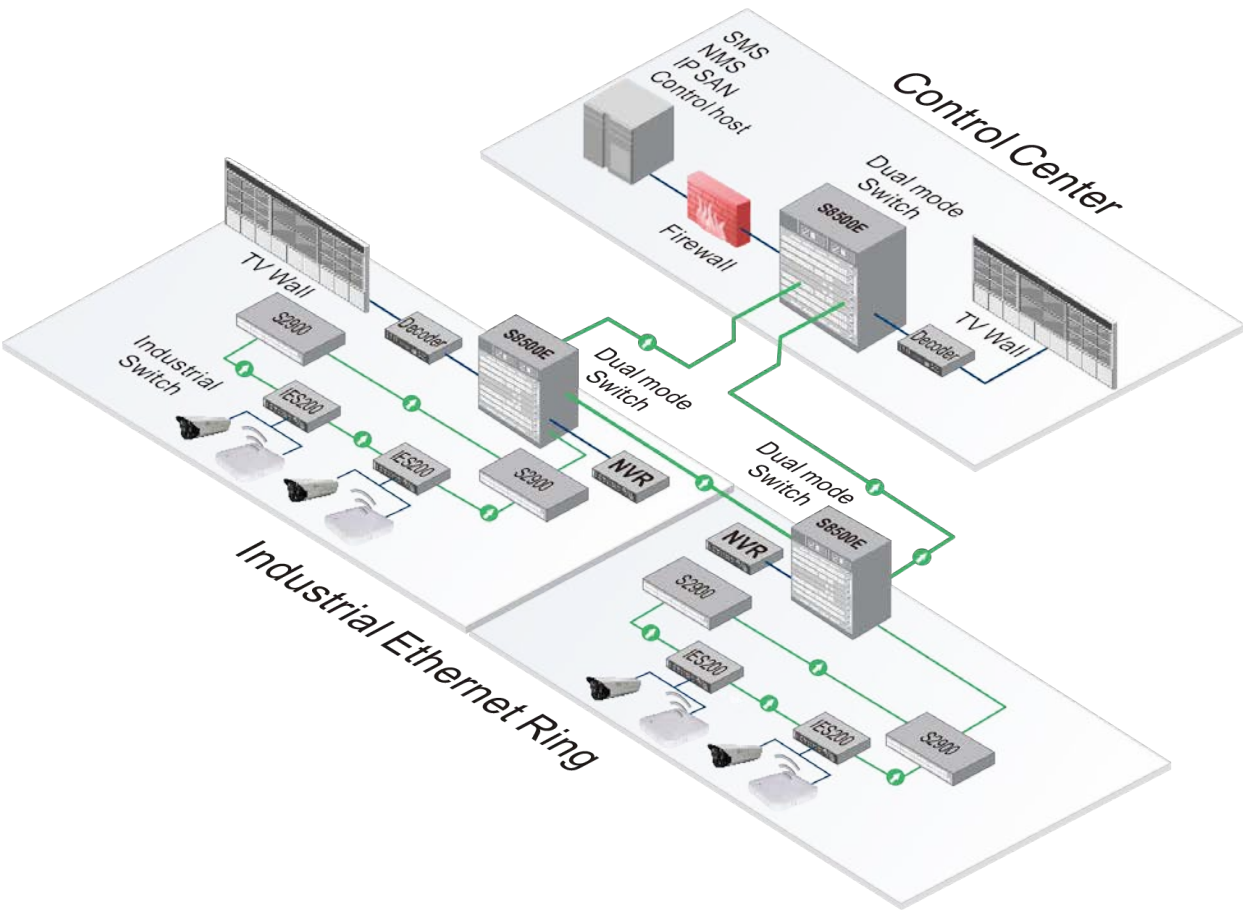 SMS
NMS
IP SAN
Control host
Control Center
Dual mode
Switch
S8500E
Firewall
Decoder
TV Wall
TV Wall
S2900
Decoder
S8500E
Dual mode
Switch
Industrial
Switch
IES200
IES200
S2900
NVR
Industrial Ethernet Ring
Dual mode
Switch
S8500E
NVR
S2900
IES200
IES200
S2900